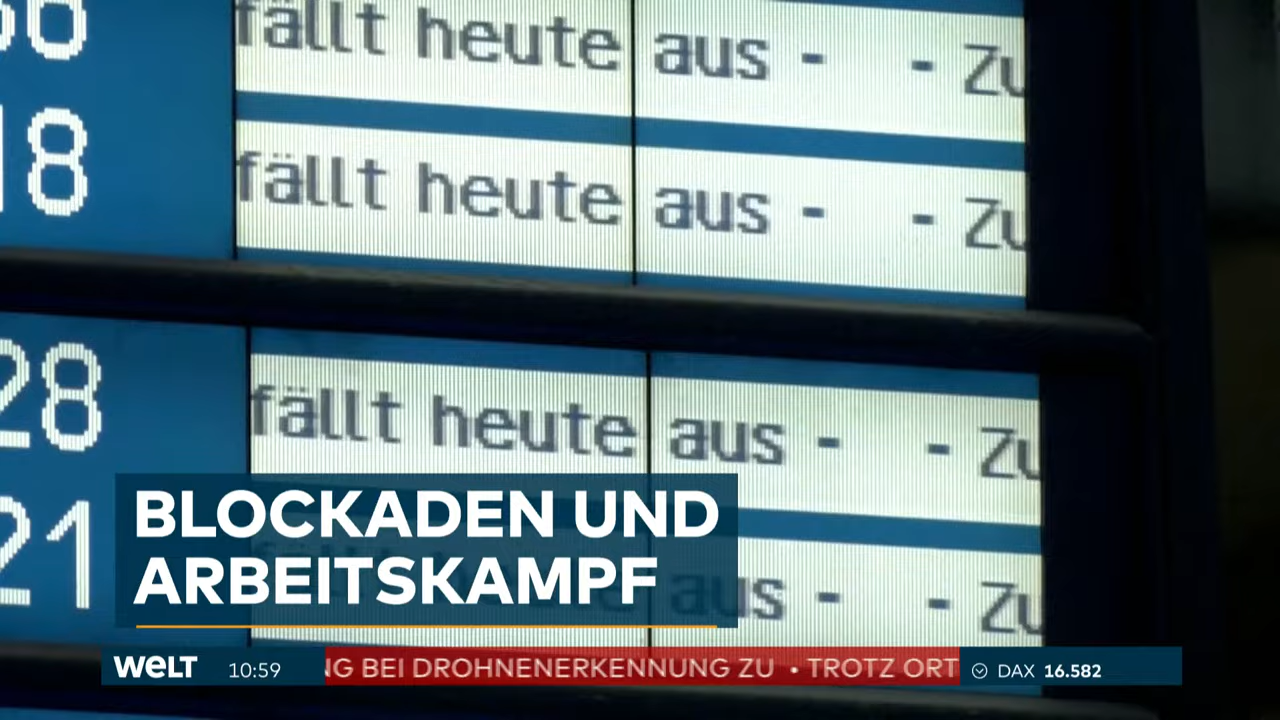 fällt heute aus - - Zu
18 fällt heute aus - - Zu
28 fällt heute aus - - Zu
21 aus - - Zu
BLOCKADEN UND
ARBEITSKAMPF
WELT 10:59 NG BEI DROHNENERKENNUNG ZU • TROTZ ORT DAX 16.582